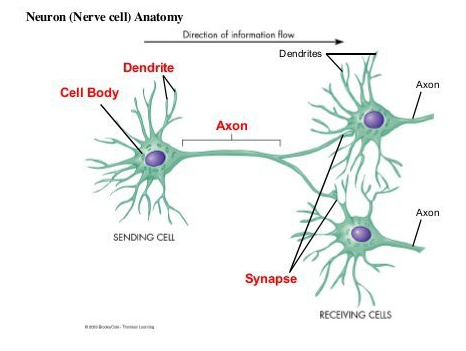 Neuron (Nerve cell) Anatomy
Direction of information flow
Dendrites
Dendrite
Cell Body
Axon
Axon
Axon
SENDING CELL
Synapse
RECEIVING CELLS